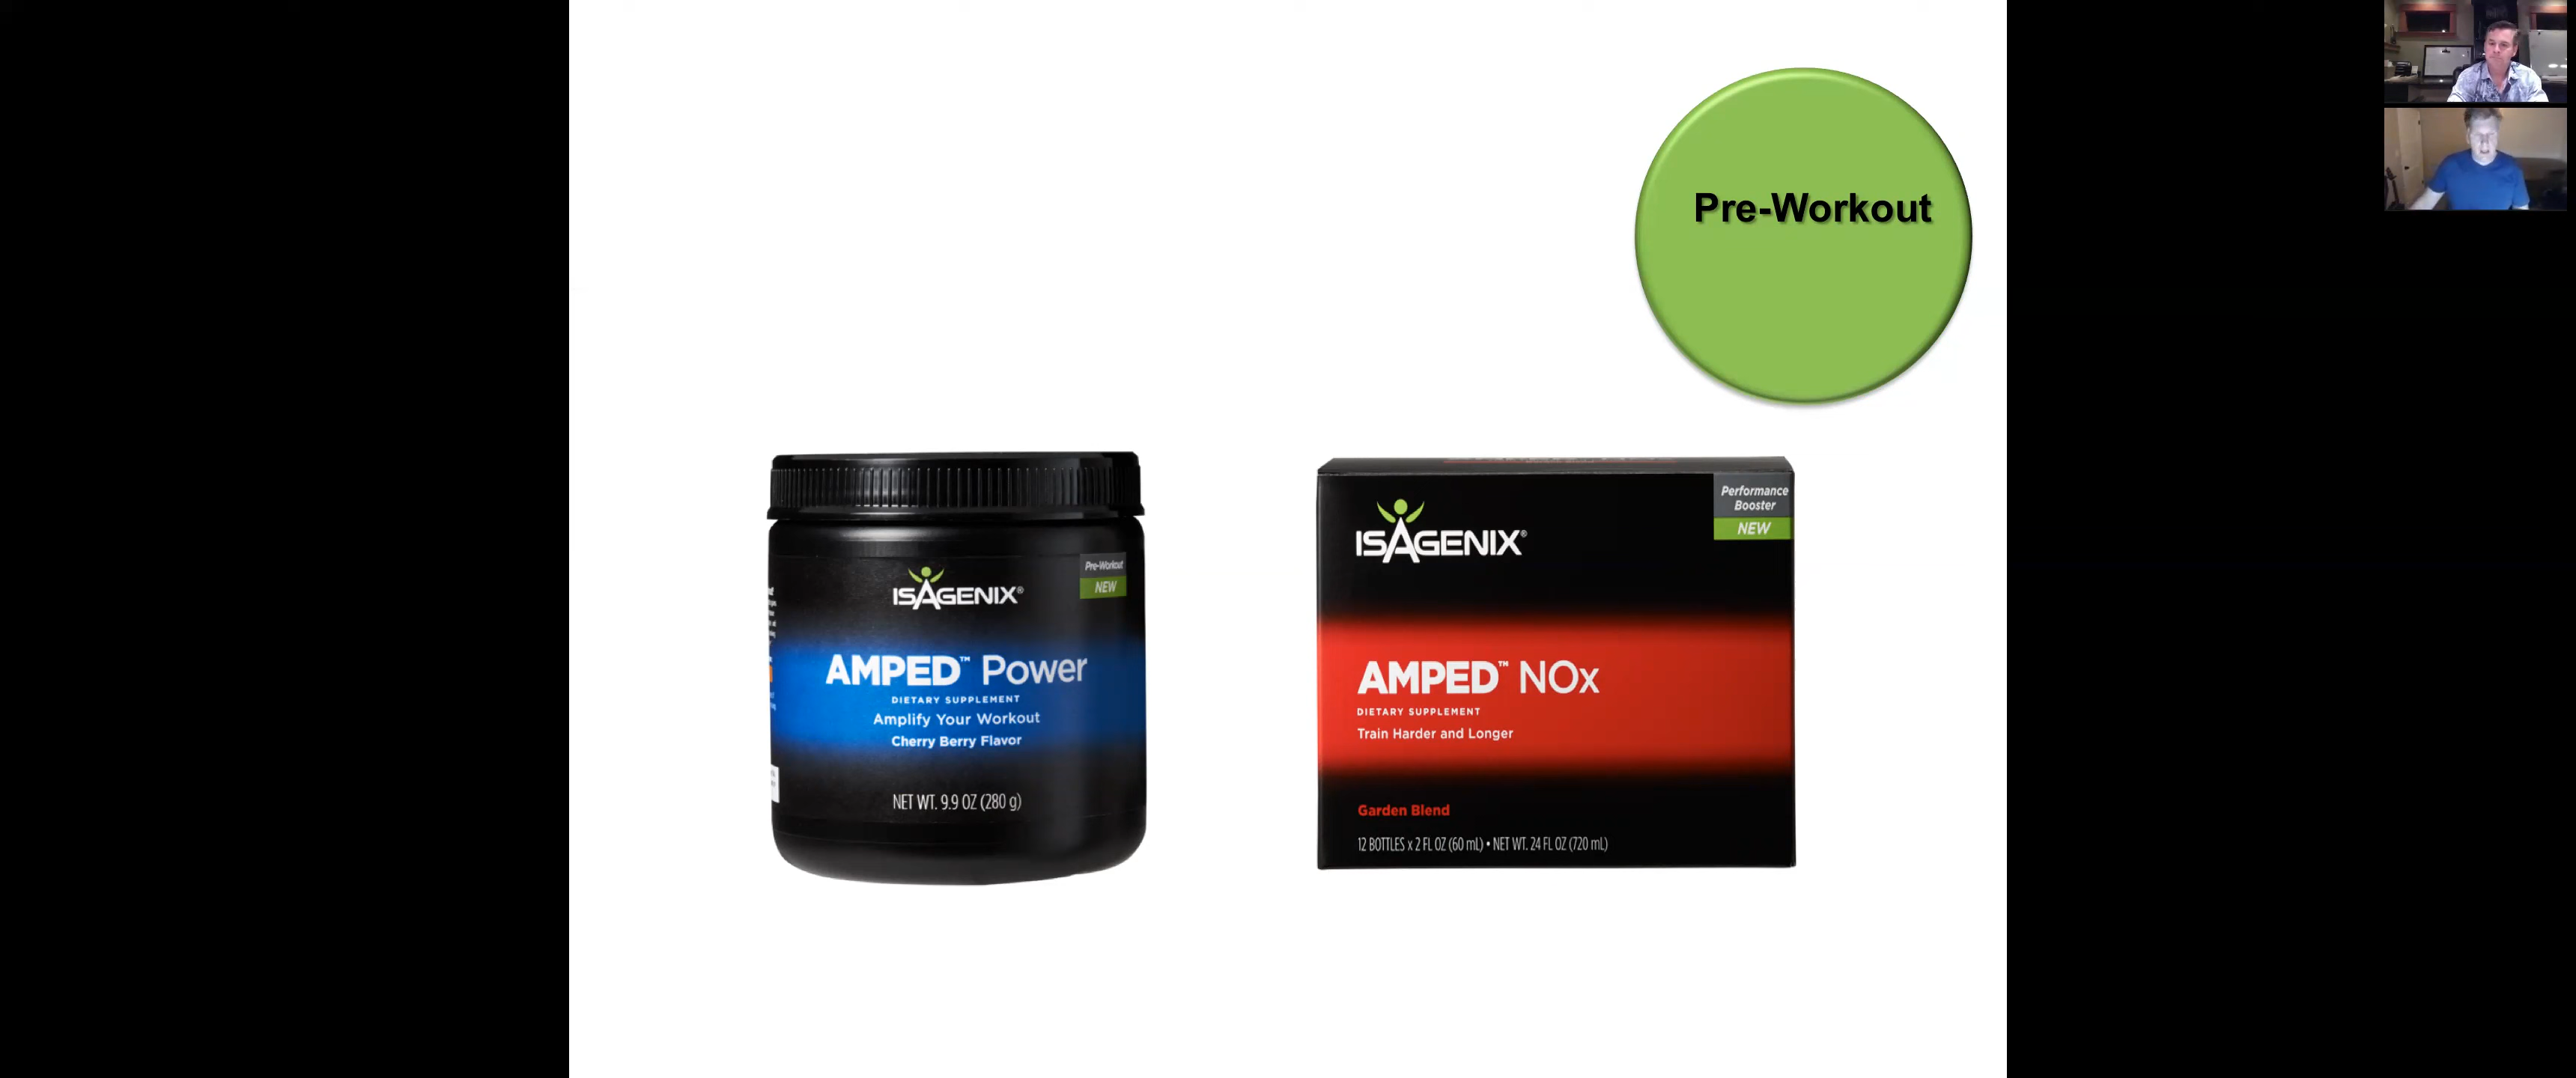 Pre-Workout
ISAGENIX®
Pre-Workout
NEW
AMPED™ Power
DIETARY SUPPLEMENT
Amplify Your Workout
Cherry Berry Flavor
NET WT. 9.9 OZ (280 g)
Performance
Booster
NEW
ISAGENIX®
AMPED™ NOx
DIETARY SUPPLEMENT
Train Harder and Longer
Garden Blend
12 BOTTLES x 2 FL OZ (60 mL) • NET WT. 24 FL OZ (720 mL)